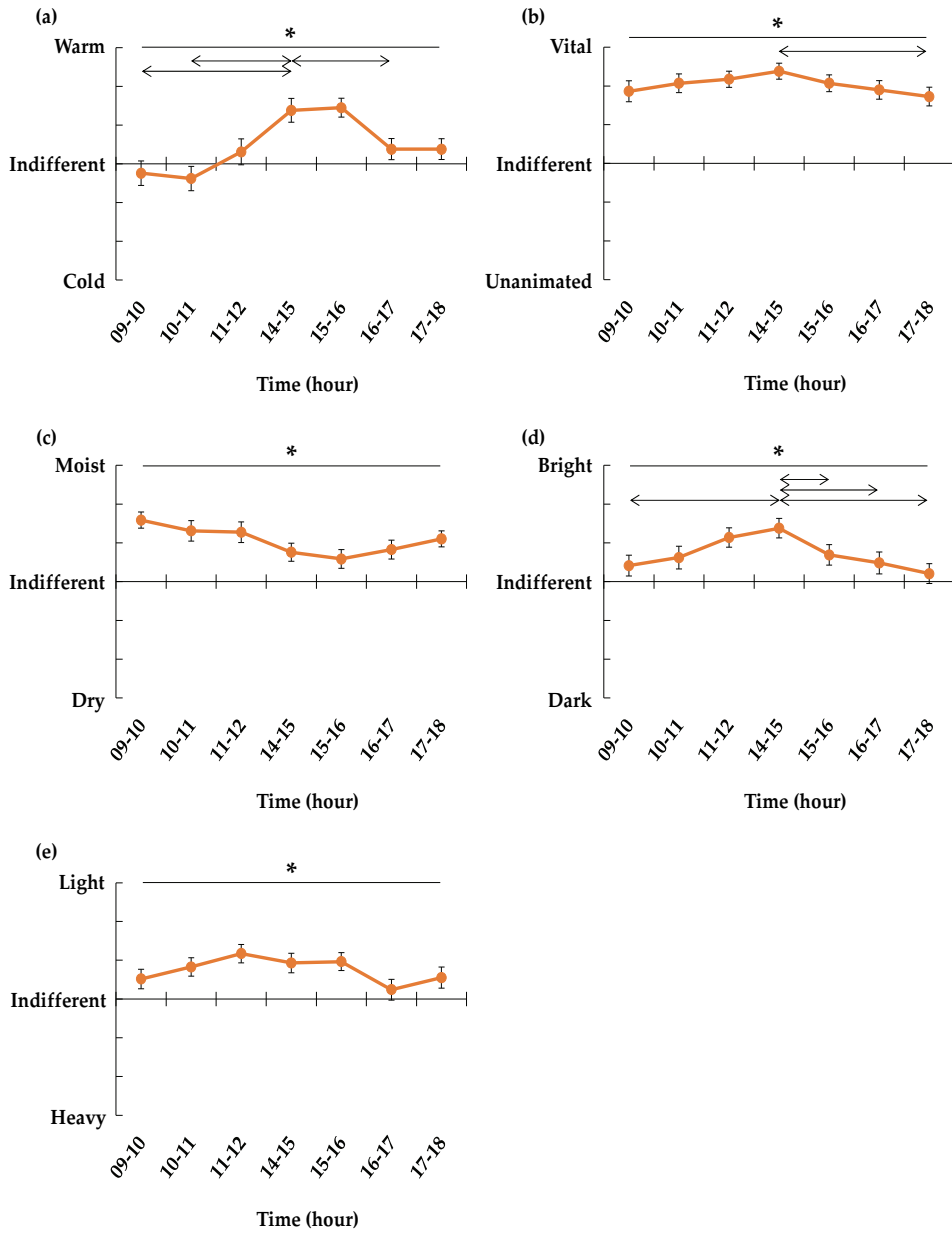 (a)
*
Warm
Indifferent
Cold
09-10
10-11
11-12
14-15
15-16
16-17
17-18
Time (hour)
(b)
*
Vital
Indifferent
Unanimated
09-10
10-11
11-12
14-15
15-16
16-17
17-18
Time (hour)
(c)
*
Moist
Indifferent
Dry
09-10
10-11
11-12
14-15
15-16
16-17
17-18
Time (hour)
(d)
*
Bright
Indifferent
Dark
09-10
10-11
11-12
14-15
15-16
16-17
17-18
Time (hour)
(e)
*
Light
Indifferent
Heavy
09-10
10-11
11-12
14-15
15-16
16-17
17-18
Time (hour)